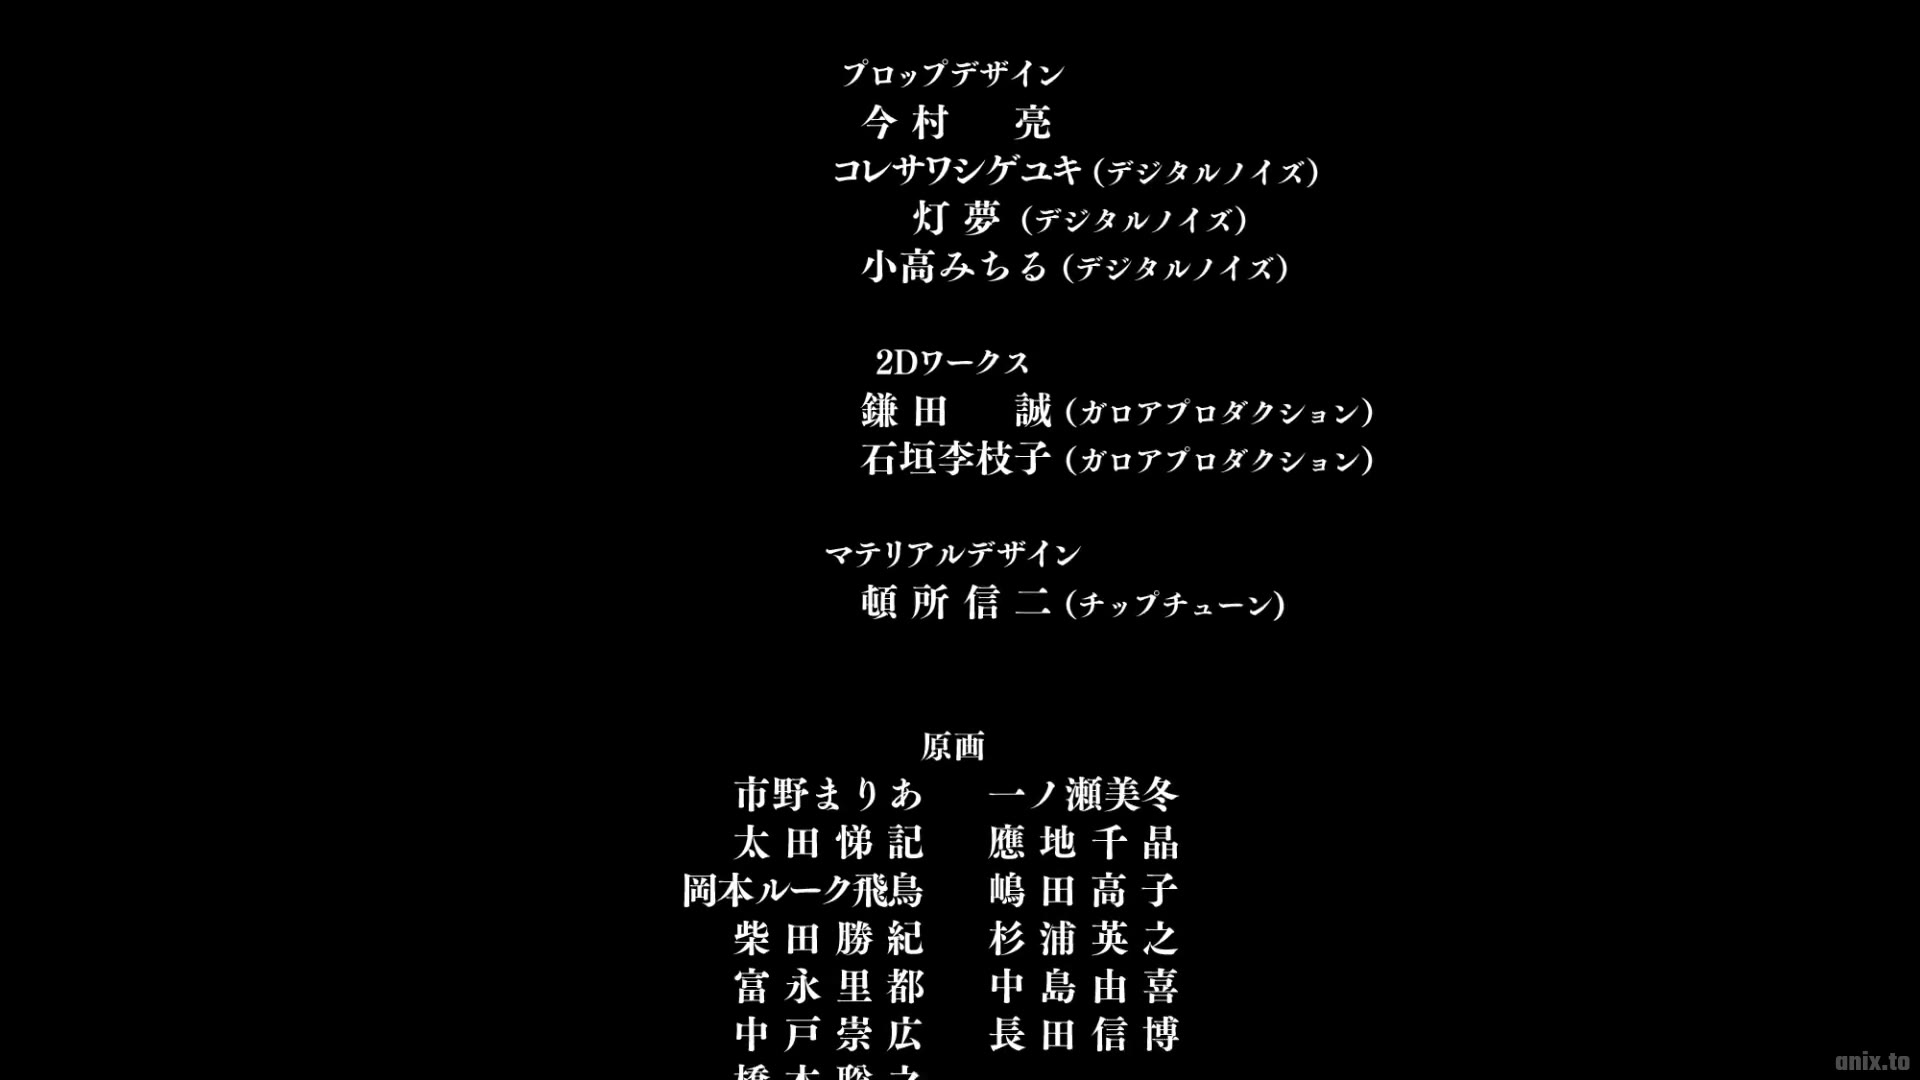 プロップデザイン
今村 亮
コレサワシゲユキ(デジタルノイズ)
灯夢(デジタルノイズ)
小高みちる(デジタルノイズ)
2Dワークス
鎌田 誠(ガロアプロダクション)
石垣李枝子(ガロアプロダクション)
マテリアルデザイン
頓所信二(チップチューン)
原画
市野まりあ 一ノ瀬美冬
太田悌記 應地千晶
岡本ルーク飛鳥 嶋田高子
柴田勝紀 杉浦英之
富永里都 中島由喜
中戸崇広 長田信博
anix.to